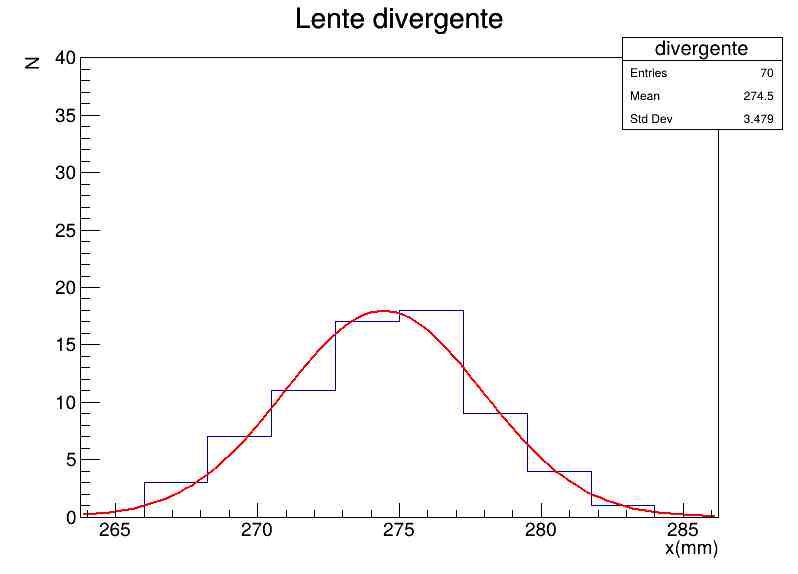 Lente divergente
divergente
Entries 70
Mean 274.5
Std Dev 3.479
N
40
35
30
25
20
15
10
5
0
265 270 275 280 285
x(mm)